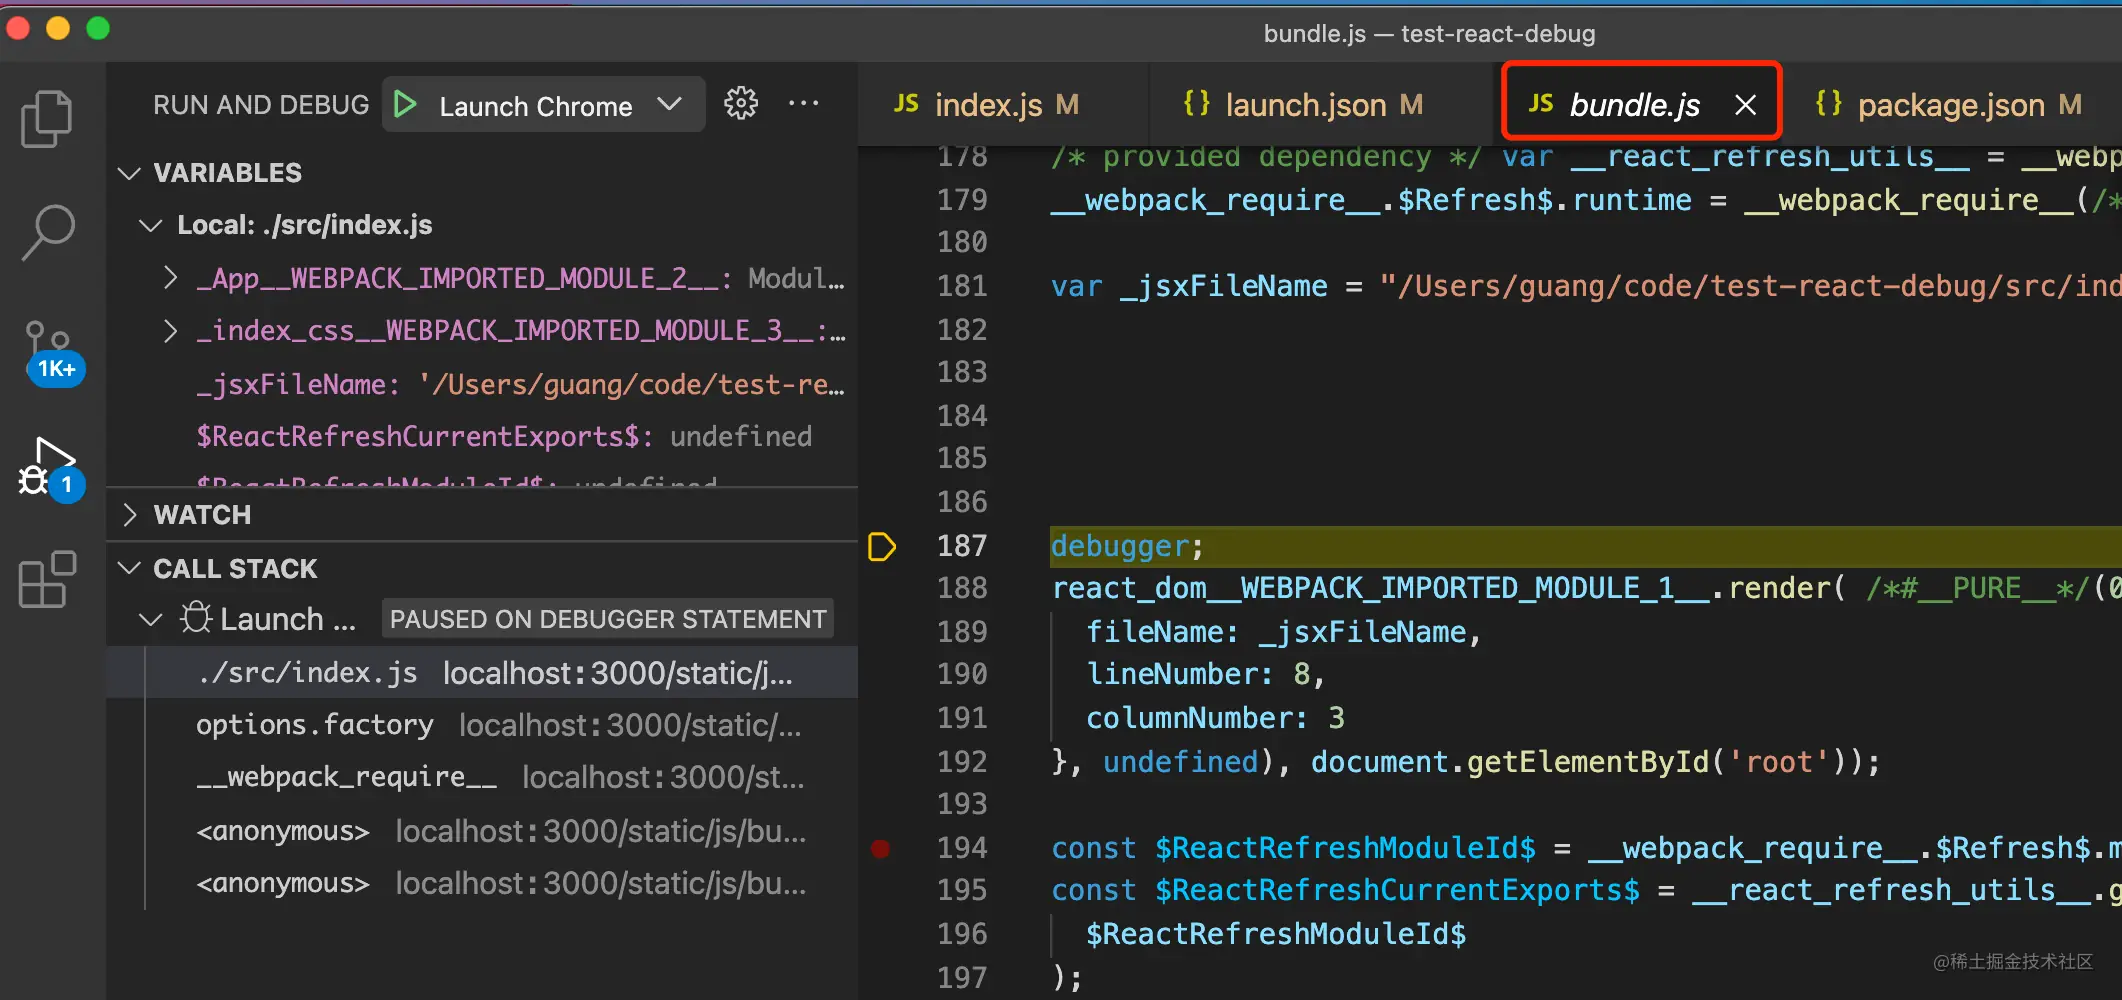 bundle.js — test-react-debug
RUN AND DEBUG Launch Chrome ···
index.js M
launch.json M
bundle.js
package.json M
VARIABLES
Local: ./src/index.js
_App__WEBPACK_IMPORTED_MODULE_2__: Modul…
_index_css__WEBPACK_IMPORTED_MODULE_3__:…
_jsxFileName: '/Users/guang/code/test-re…
$ReactRefreshCurrentExports$: undefined
$ReactRefreshModuleId$: undefined
1K+
1
WATCH
CALL STACK
Launch ... PAUSED ON DEBUGGER STATEMENT
./src/index.js localhost:3000/static/j...
options.factory localhost:3000/static/...
__webpack_require__ localhost:3000/st...
<anonymous> localhost:3000/static/js/bu...
<anonymous> localhost:3000/static/js/bu...
178 /* provided dependency */ var __react_refresh_utils__ = __webp
179 __webpack_require__.$Refresh$.runtime = __webpack_require__(/*
180
181 var _jsxFileName = "/Users/guang/code/test-react-debug/src/ind
182
183
184
185
186
187 debugger;
188 react_dom__WEBPACK_IMPORTED_MODULE_1__.render( /*#__PURE__*/(0
189 fileName: _jsxFileName,
190 lineNumber: 8,
191 columnNumber: 3
192 }, undefined), document.getElementById('root'));
193
194 const $ReactRefreshModuleId$ = __webpack_require__.$Refresh$.m
195 const $ReactRefreshCurrentExports$ = __react_refresh_utils__.g
196 $ReactRefreshModuleId$
197 );
@稀土掘金技术社区